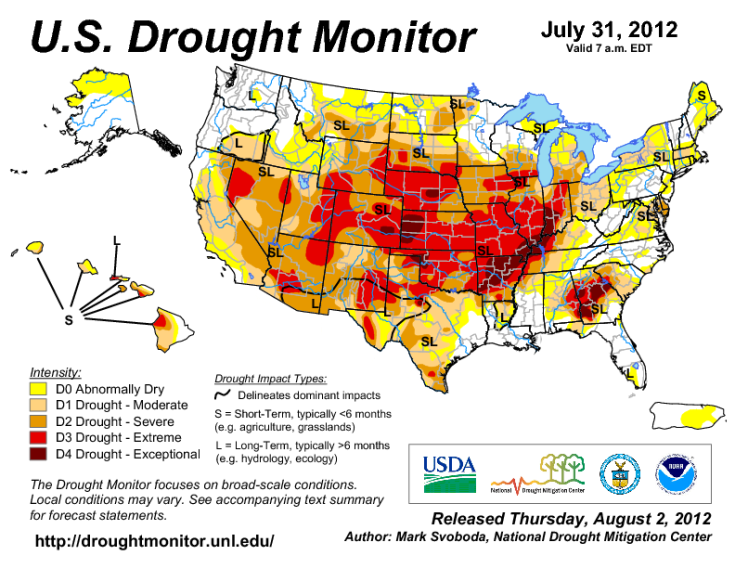 U.S. Drought Monitor
July 31, 2012
Valid 7 a.m. EDT
L
S
SL
SL
SL
L
SL
SL
SL
SL
SL
SL
SL
SL
SL
L
L
L
SL
SL
L
L
S
Intensity:
D0 Abnormally Dry
D1 Drought - Moderate
D2 Drought - Severe
D3 Drought - Extreme
D4 Drought - Exceptional
Drought Impact Types:
Delineates dominant impacts
S = Short-Term, typically <6 months
(e.g. agriculture, grasslands)
L = Long-Term, typically >6 months
(e.g. hydrology, ecology)
The Drought Monitor focuses on broad-scale conditions.
Local conditions may vary. See accompanying text summary
for forecast statements.
http://droughtmonitor.unl.edu/
USDA
National Drought Mitigation Center
NOAA
Released Thursday, August 2, 2012
Author: Mark Svoboda, National Drought Mitigation Center